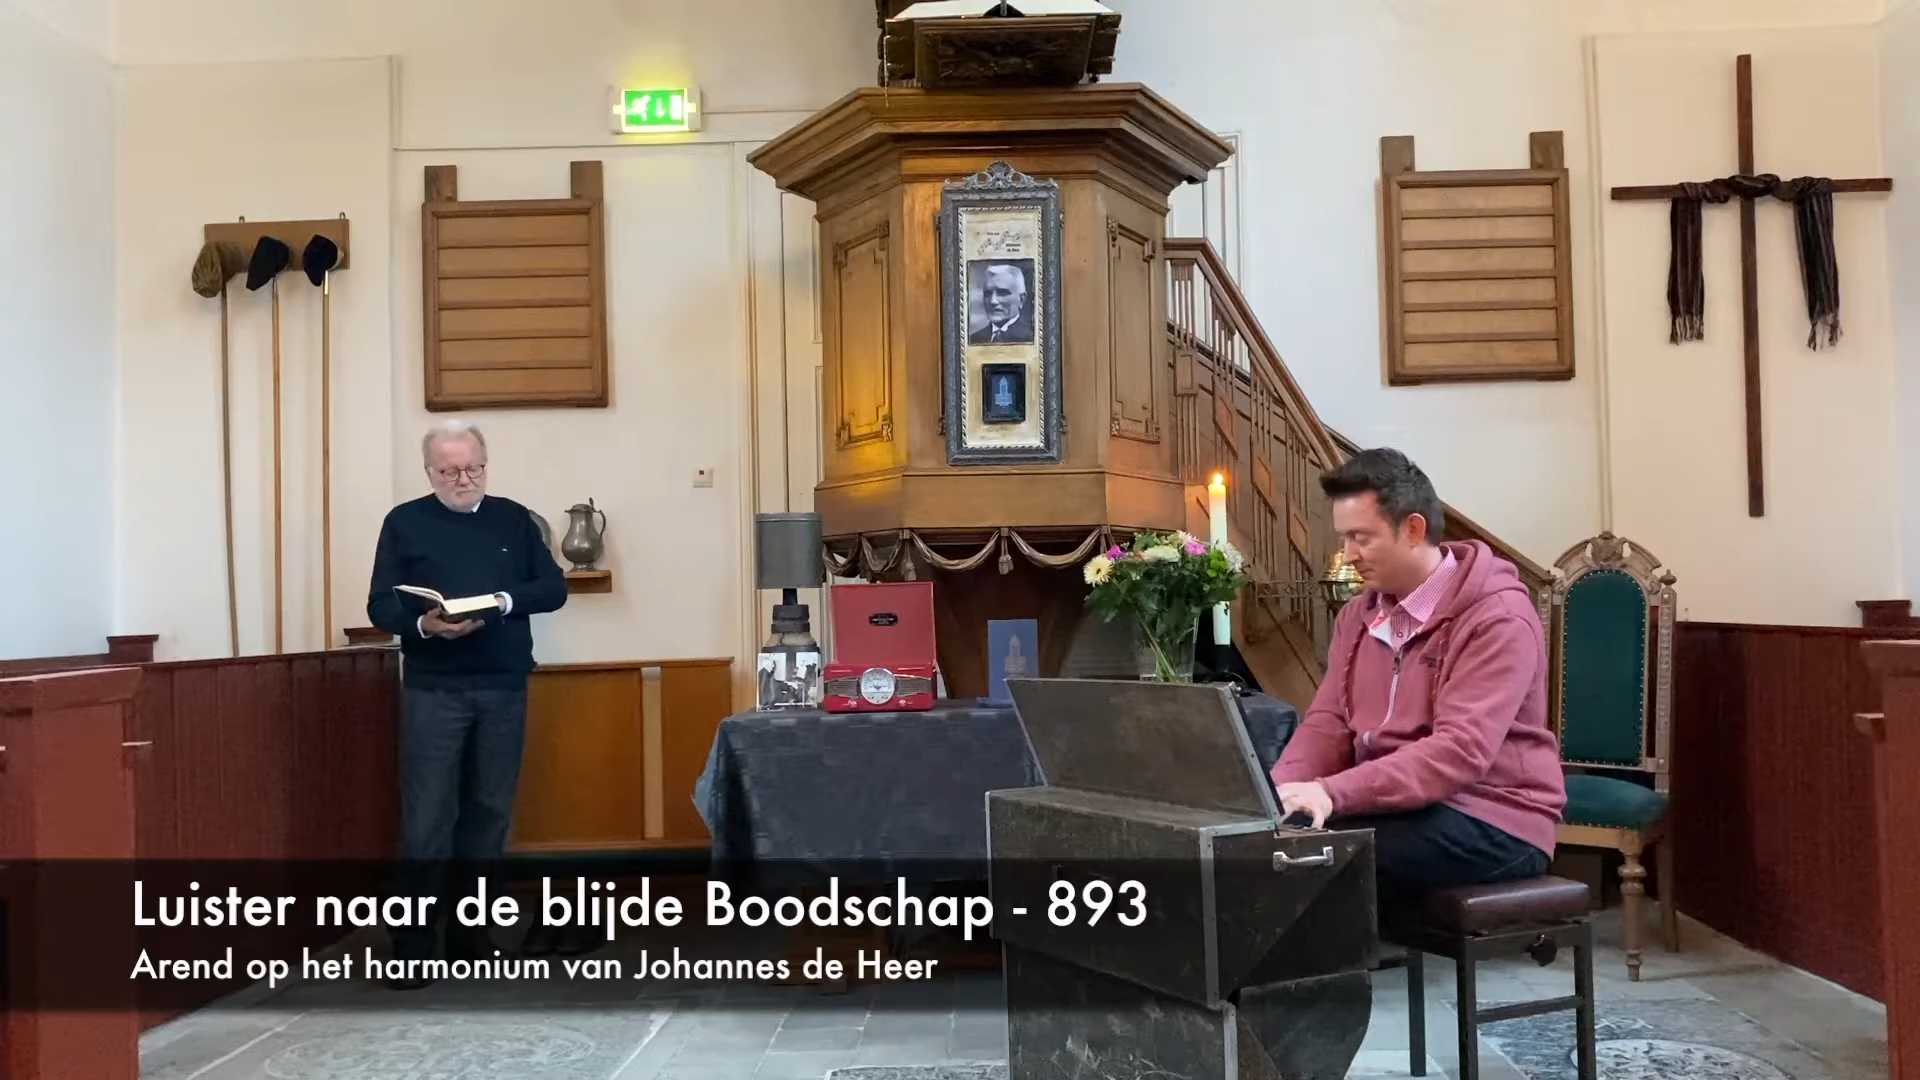 Luister naar de blijde Boodschap - 893
Arend op het harmonium van Johannes de Heer